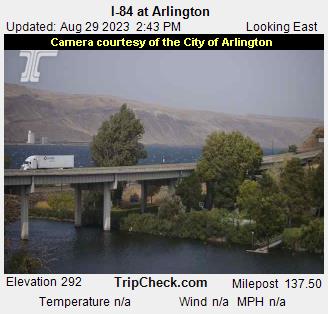 I-84 at Arlington
Updated: Aug 29 2023 2:43 PM Looking East
Camera courtesy of the City of Arlington
Elevation 292 TripCheck.com Milepost 137.50
Temperature n/a Wind n/a MPH n/a